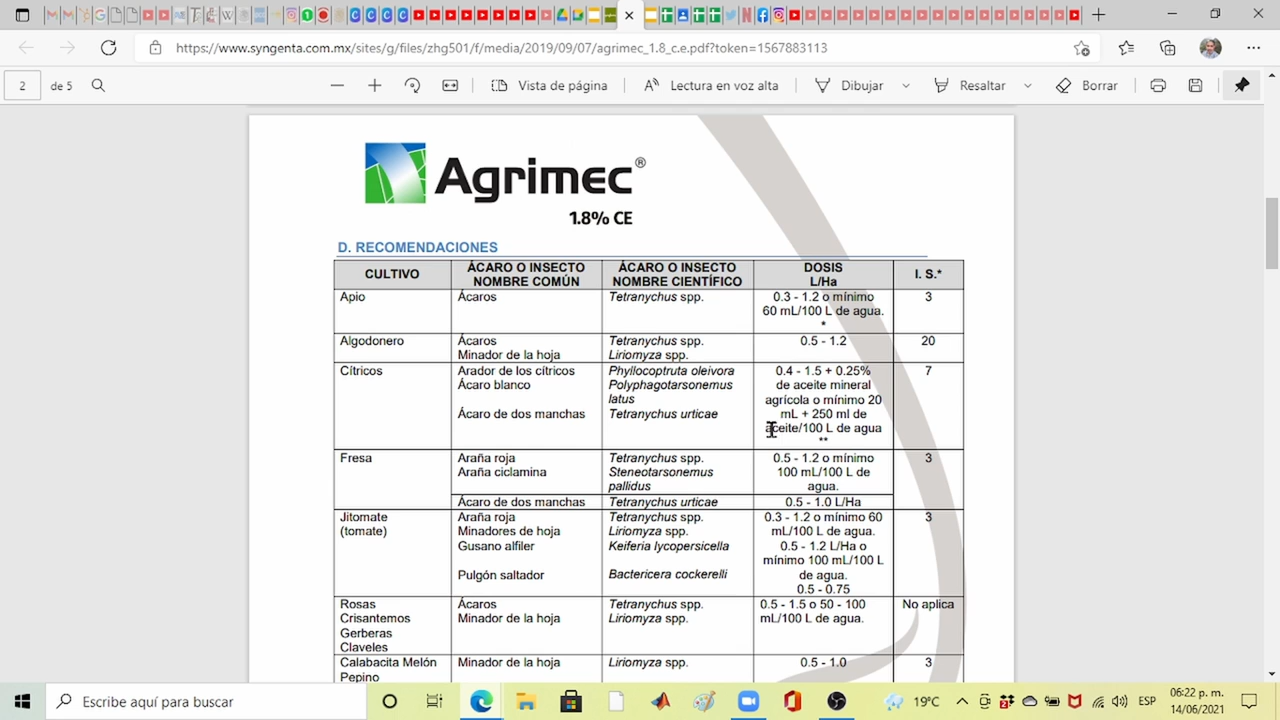 https://www.syngenta.com.mx/sites/g/files/zhg501/f/media/2019/09/07/agrimec_1.8_c.e.pdf?token=1567883113
2 de 5
Vista de página
Lectura en voz alta
Dibujar
Resaltar
Borrar
Agrimec®
1.8% CE
D. RECOMENDACIONES
CULTIVO
ÁCARO O INSECTO
NOMBRE COMÚN
ÁCARO O INSECTO
NOMBRE CIENTÍFICO
DOSIS
L/Ha
I. S.*
Apio
Ácaros
Tetranychus spp.
0.3 - 1.2 o mínimo
60 mL/100 L de agua.
*
3
Algodonero
Ácaros
Minador de la hoja
Tetranychus spp.
Liriomyza spp.
0.5 - 1.2
20
Cítricos
Arador de los cítricos
Ácaro blanco
Ácaro de dos manchas
Phyllocoptruta oleivora
Polyphagotarsonemus
latus
Tetranychus urticae
0.4 - 1.5 + 0.25%
de aceite mineral
agrícola o mínimo 20
mL + 250 ml de
aceite/100 L de agua
**
7
Fresa
Araña roja
Araña ciclamina
Tetranychus spp.
Steneotarsonemus
pallidus
0.5 - 1.2 o mínimo
100 mL/100 L de
agua.
3
Ácaro de dos manchas
Tetranychus urticae
0.5 - 1.0 L/Ha
Jitomate
(tomate)
Araña roja
Minadores de hoja
Gusano alfiler
Pulgón saltador
Tetranychus spp.
Liriomyza spp.
Keiferia lycopersicella
Bactericera cockerelli
0.3 - 1.2 o mínimo 60
mL/100 L de agua.
0.5 - 1.2 L/Ha o
mínimo 100 mL/100 L
de agua.
0.5 - 0.75
3
Rosas
Crisantemos
Gerberas
Claveles
Ácaros
Minador de la hoja
Tetranychus spp.
Liriomyza spp.
0.5 - 1.5 o 50 - 100
mL/100 L de agua.
No aplica
Calabacita Melón
Pepino
Minador de la hoja
Liriomyza spp.
0.5 - 1.0
3
Escribe aquí para buscar
19°C
ESP
06:22 p. m.
14/06/2021